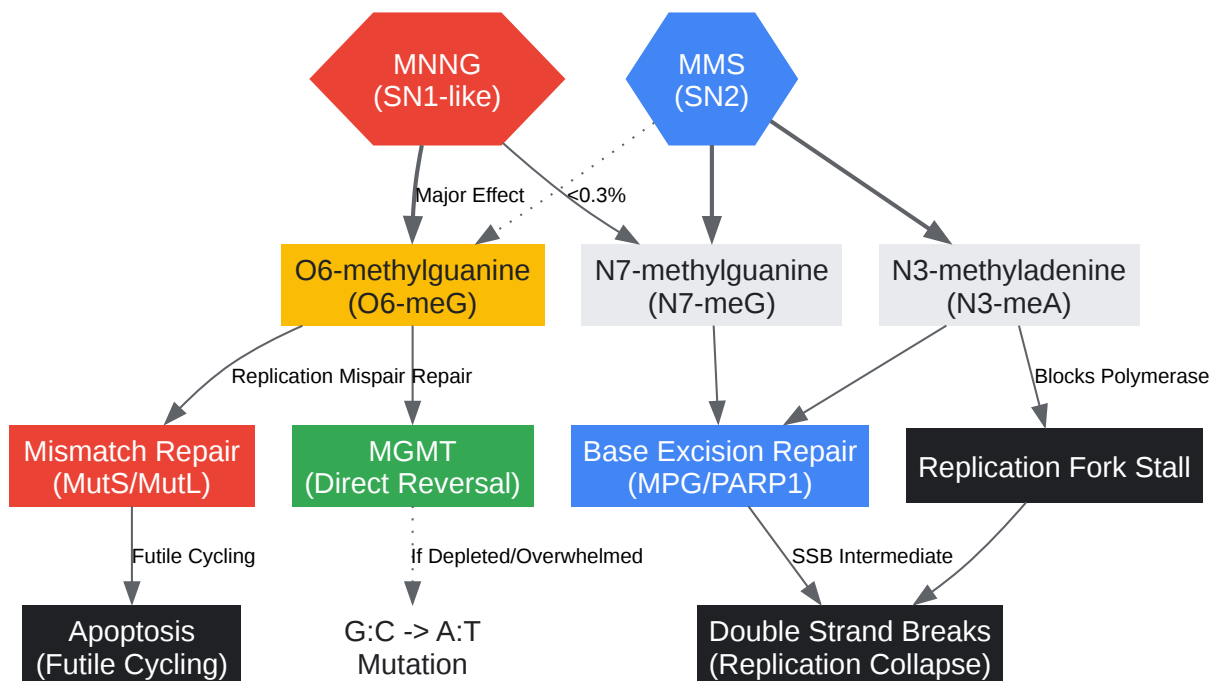 MNNG
(SN1-like)
MMS
(SN2)
Major Effect
<0.3%
O6-methylguanine
(O6-meG)
N7-methylguanine
(N7-meG)
N3-methyladenine
(N3-meA)
Replication Mispair
Repair
Blocks Polymerase
Mismatch Repair
(MutS/MutL)
MGMT
(Direct Reversal)
Base Excision Repair
(MPG/PARP1)
Replication Fork Stall
Futile Cycling
If Depleted/Overwhelmed
SSB Intermediate
Apoptosis
(Futile Cycling)
G:C -> A:T
Mutation
Double Strand Breaks
(Replication Collapse)